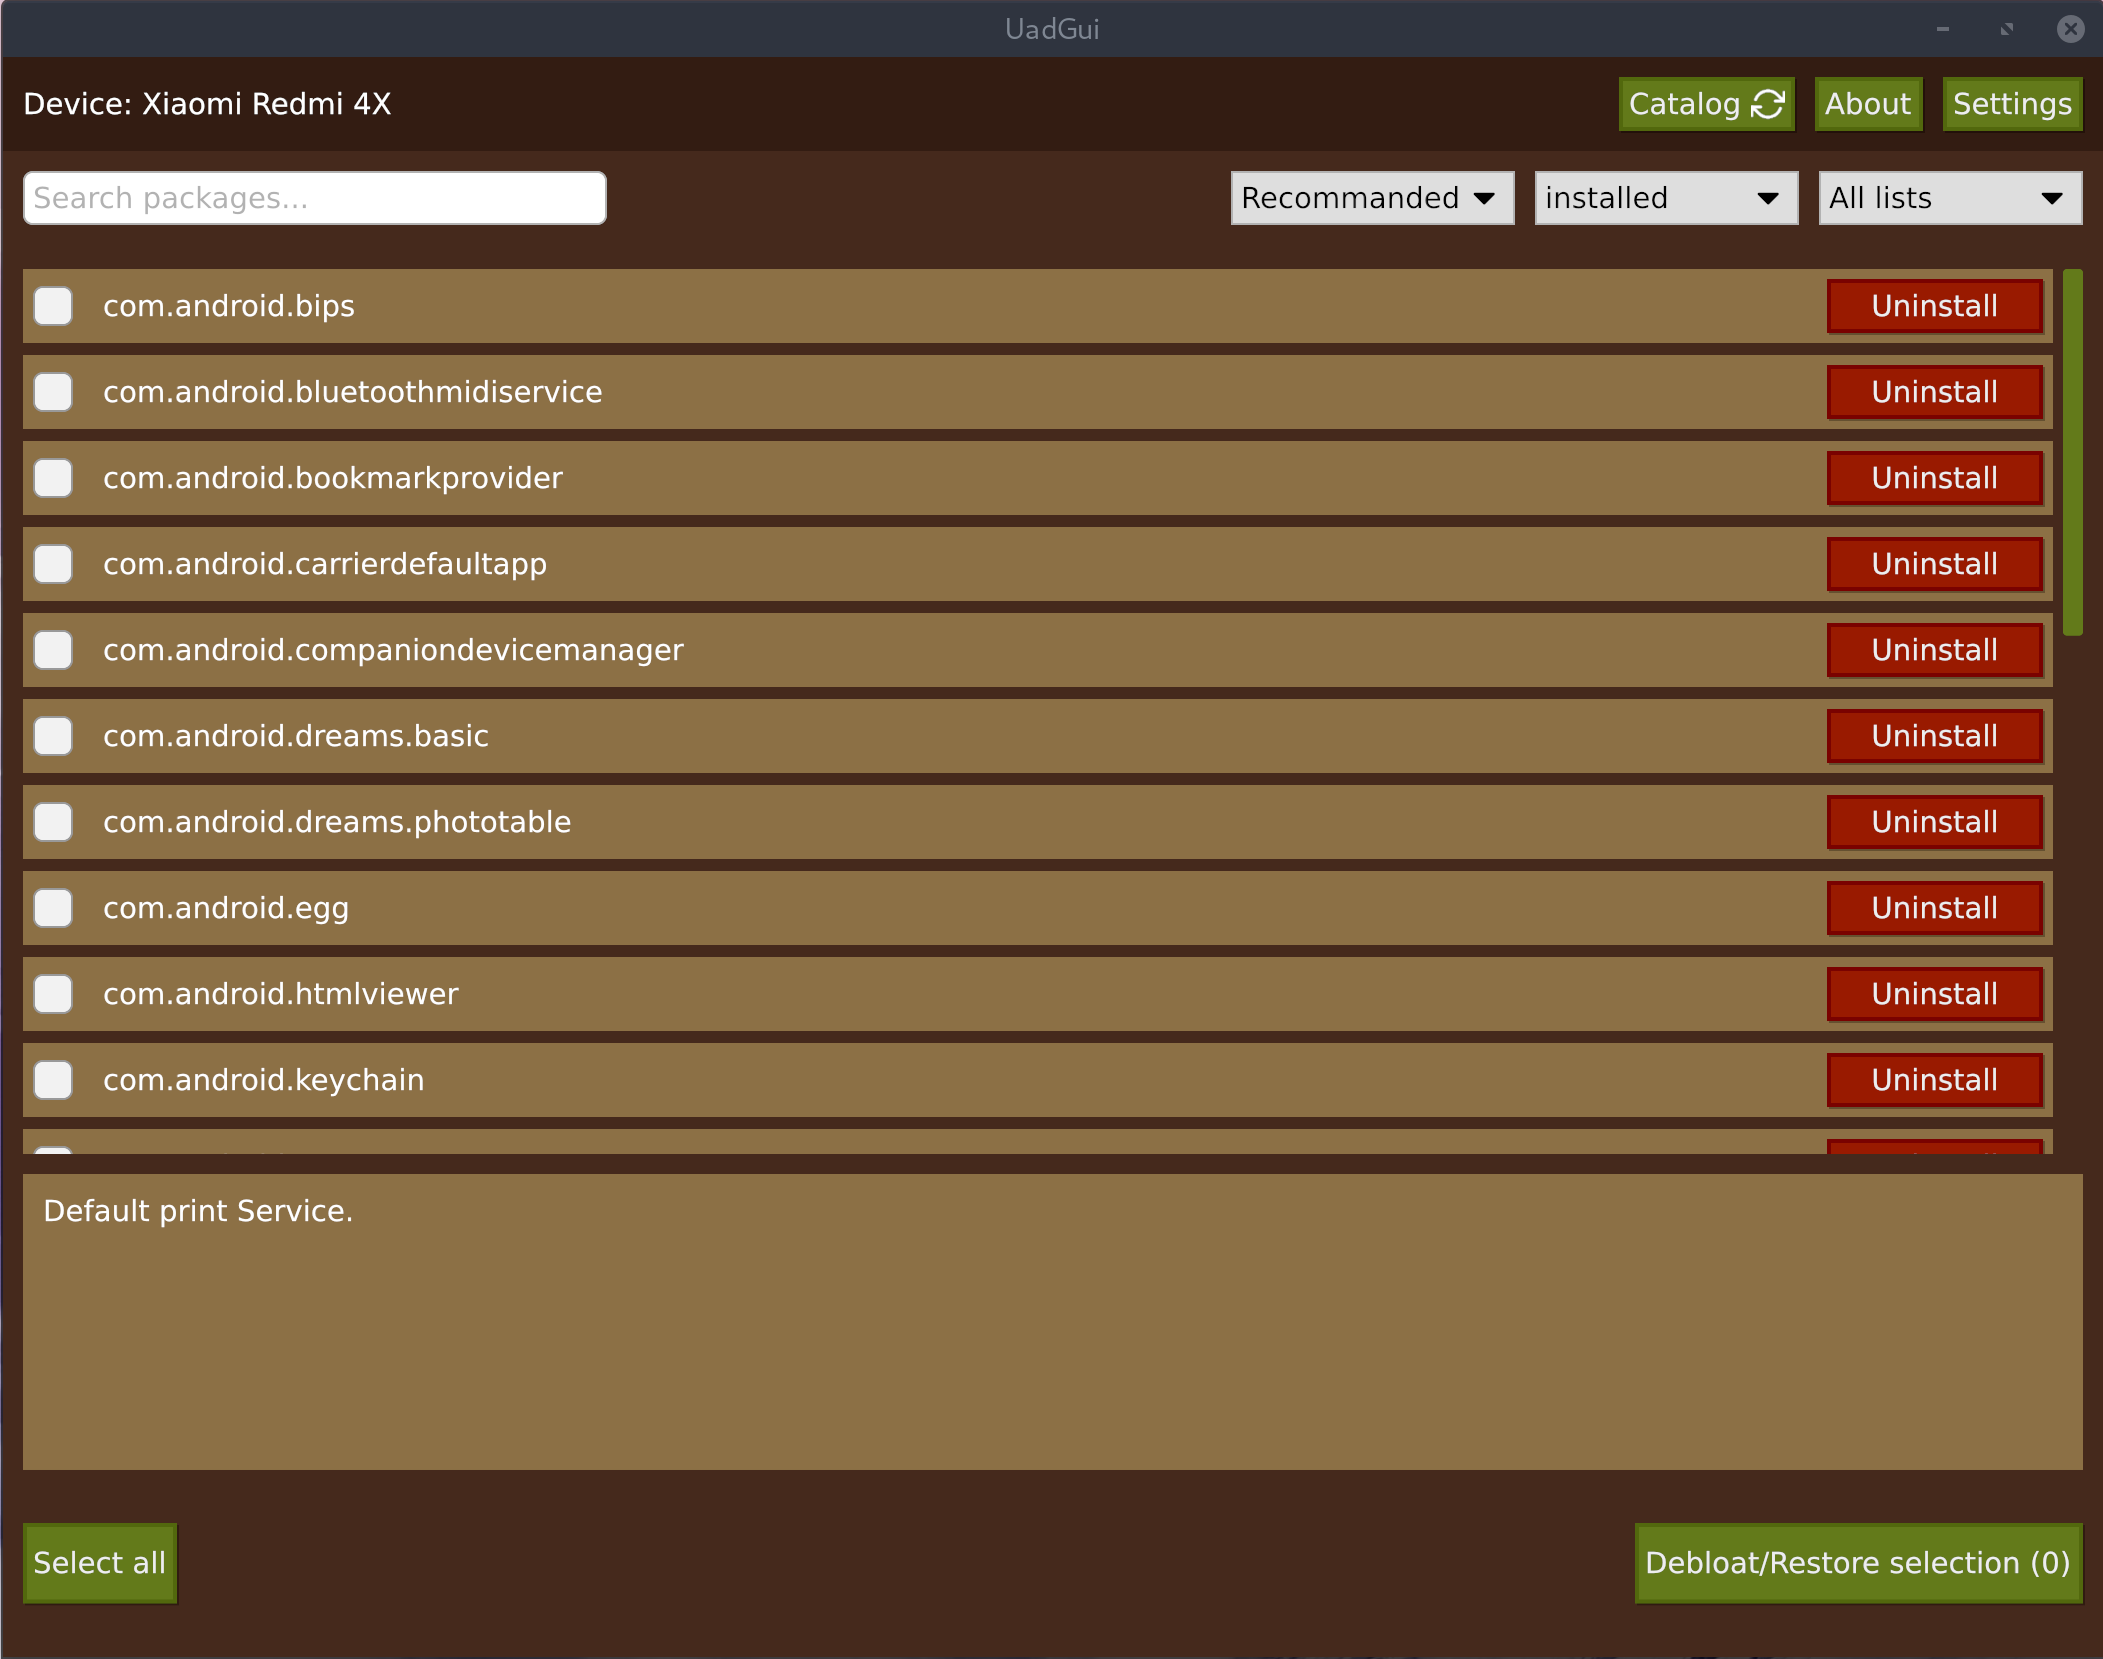 UadGui
Device: Xiaomi Redmi 4X
Catalog
About
Settings
Search packages...
Recommanded
installed
All lists
com.android.bips
Uninstall
com.android.bluetoothmidiservice
Uninstall
com.android.bookmarkprovider
Uninstall
com.android.carrierdefaultapp
Uninstall
com.android.companiondevicemanager
Uninstall
com.android.dreams.basic
Uninstall
com.android.dreams.phototable
Uninstall
com.android.egg
Uninstall
com.android.htmlviewer
Uninstall
com.android.keychain
Uninstall
Default print Service.
Select all
Debloat/Restore selection (0)